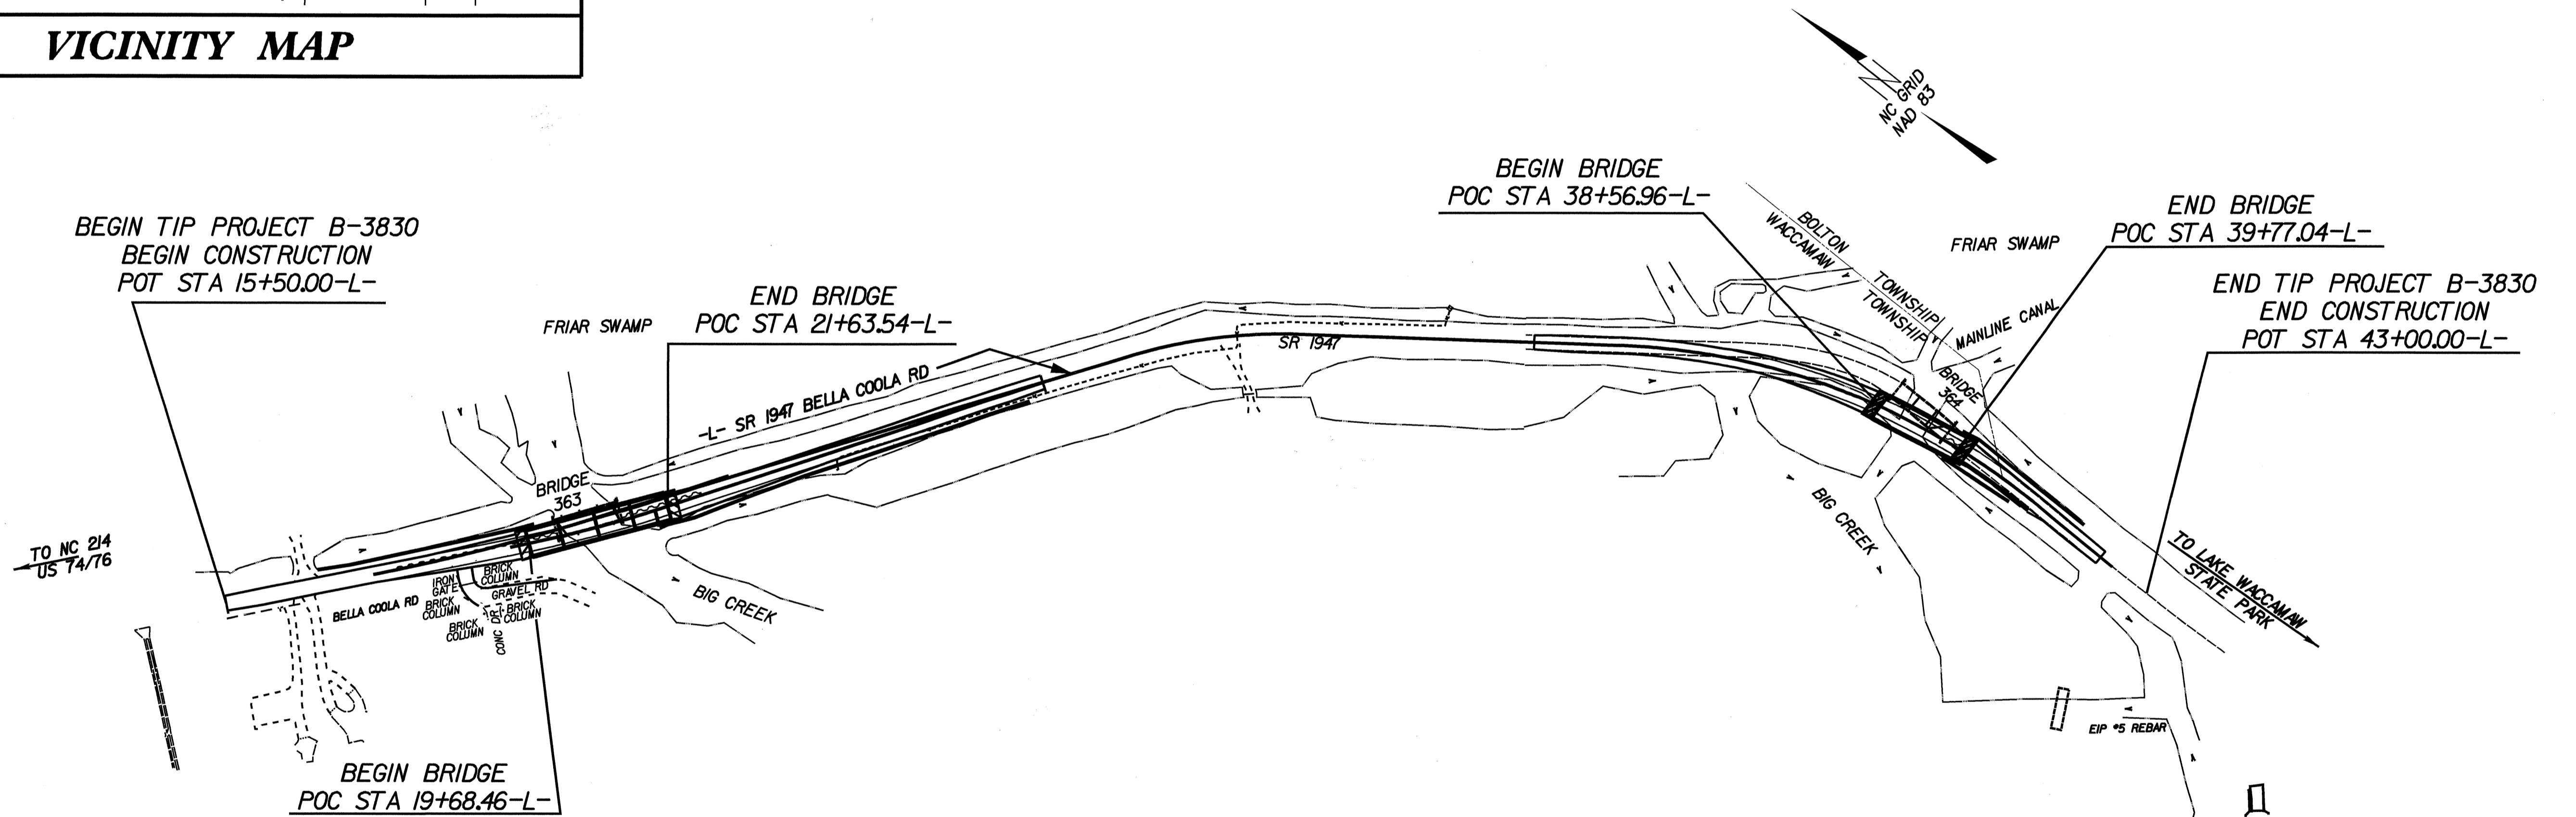 VICINITY MAP
NC GRID
NAD 83
BEGIN BRIDGE
POC STA 38+56.96-L-
BOLTON
WACCAMAW
TOWNSHIP
TOWNSHIP
FRIAR SWAMP
END BRIDGE
POC STA 39+77.04-L-
BEGIN TIP PROJECT B-3830
BEGIN CONSTRUCTION
POT STA 15+50.00-L-
END BRIDGE
POC STA 21+63.54-L-
FRIAR SWAMP
END TIP PROJECT B-3830
END CONSTRUCTION
POT STA 43+00.00-L-
MAINLINE CANAL
SR 1947
-L- SR 1947 BELLA COOLA RD
BRIDGE
364
BRIDGE
363
BIG CREEK
TO NC 214
US 74/76
TO LAKE WACCAMAW
STATE PARK
BELLA COOLA RD
IRON
GATE
BRICK
COLUMN
BRICK
COLUMN
GRAVEL RD
BRICK
COLUMN
BRICK
COLUMN
CONC DR
BIG CREEK
EIP #5 REBAR
BEGIN BRIDGE
POC STA 19+68.46-L-